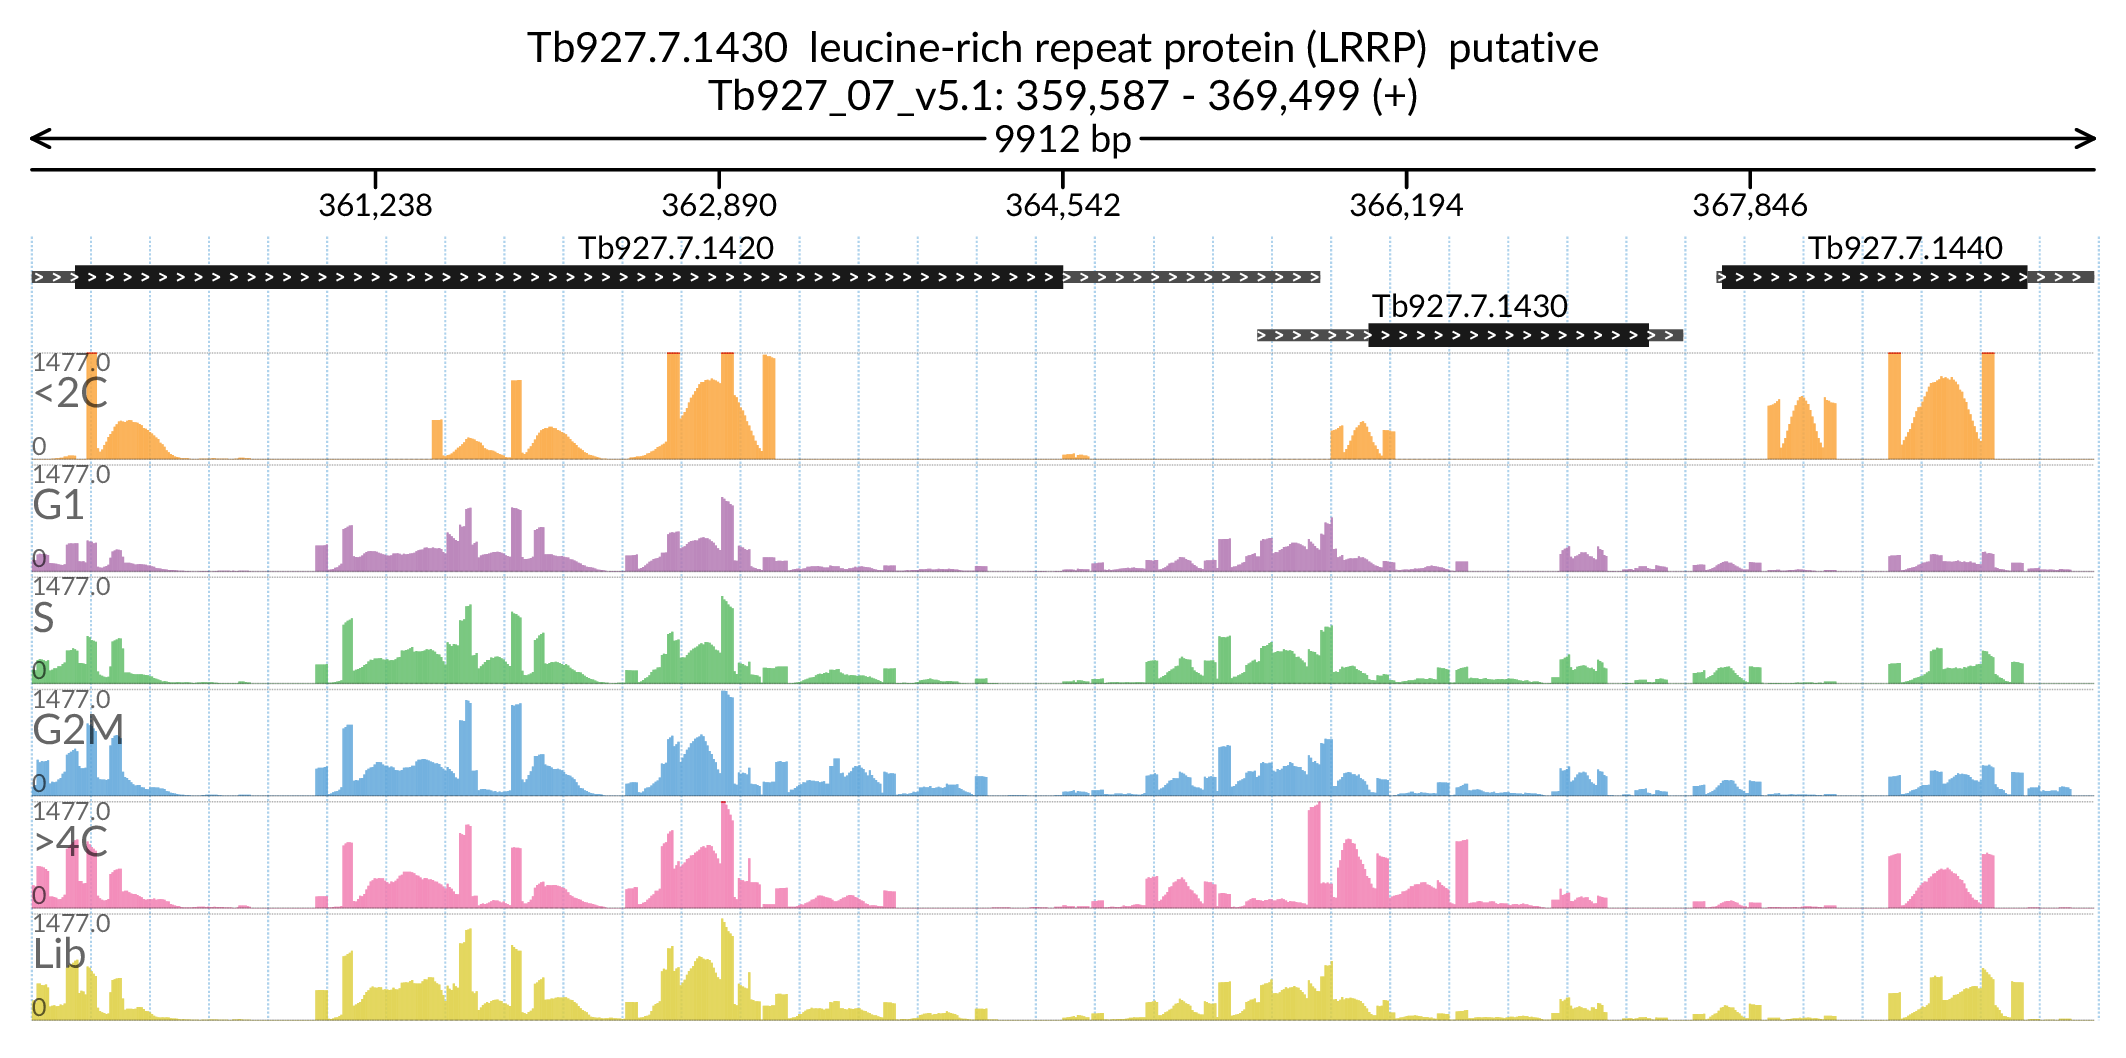 Tb927.7.1430 leucine-rich repeat protein (LRRP) putative
Tb927_07_v5.1: 359,587 - 369,499 (+)
9912 bp
361,238 362,890 364,542 366,194 367,846
Tb927.7.1420 Tb927.7.1440
Tb927.7.1430
1477.0
<2C
0
1477.0
G1
0
1477.0
S
0
1477.0
G2M
0
1477.0
>4C
0
1477.0
Lib
0